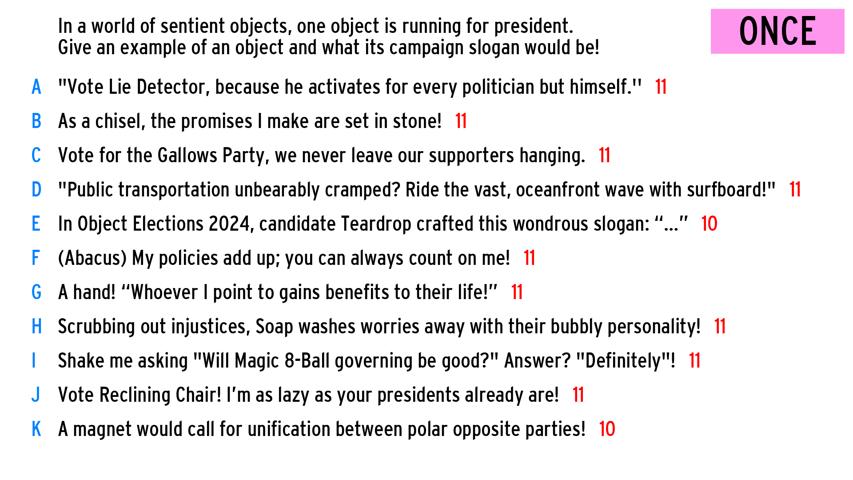 In a world of sentient objects, one object is running for president.
Give an example of an object and what its campaign slogan would be!
ONCE
A "Vote Lie Detector, because he activates for every politician but himself." 11
B As a chisel, the promises I make are set in stone! 11
C Vote for the Gallows Party, we never leave our supporters hanging. 11
D "Public transportation unbearably cramped? Ride the vast, oceanfront wave with surfboard!" 11
E In Object Elections 2024, candidate Teardrop crafted this wondrous slogan: “...” 10
F (Abacus) My policies add up; you can always count on me! 11
G A hand! “Whoever I point to gains benefits to their life!” 11
H Scrubbing out injustices, Soap washes worries away with their bubbly personality! 11
I Shake me asking "Will Magic 8-Ball governing be good?" Answer? "Definitely"! 11
J Vote Reclining Chair! I’m as lazy as your presidents already are! 11
K A magnet would call for unification between polar opposite parties! 10